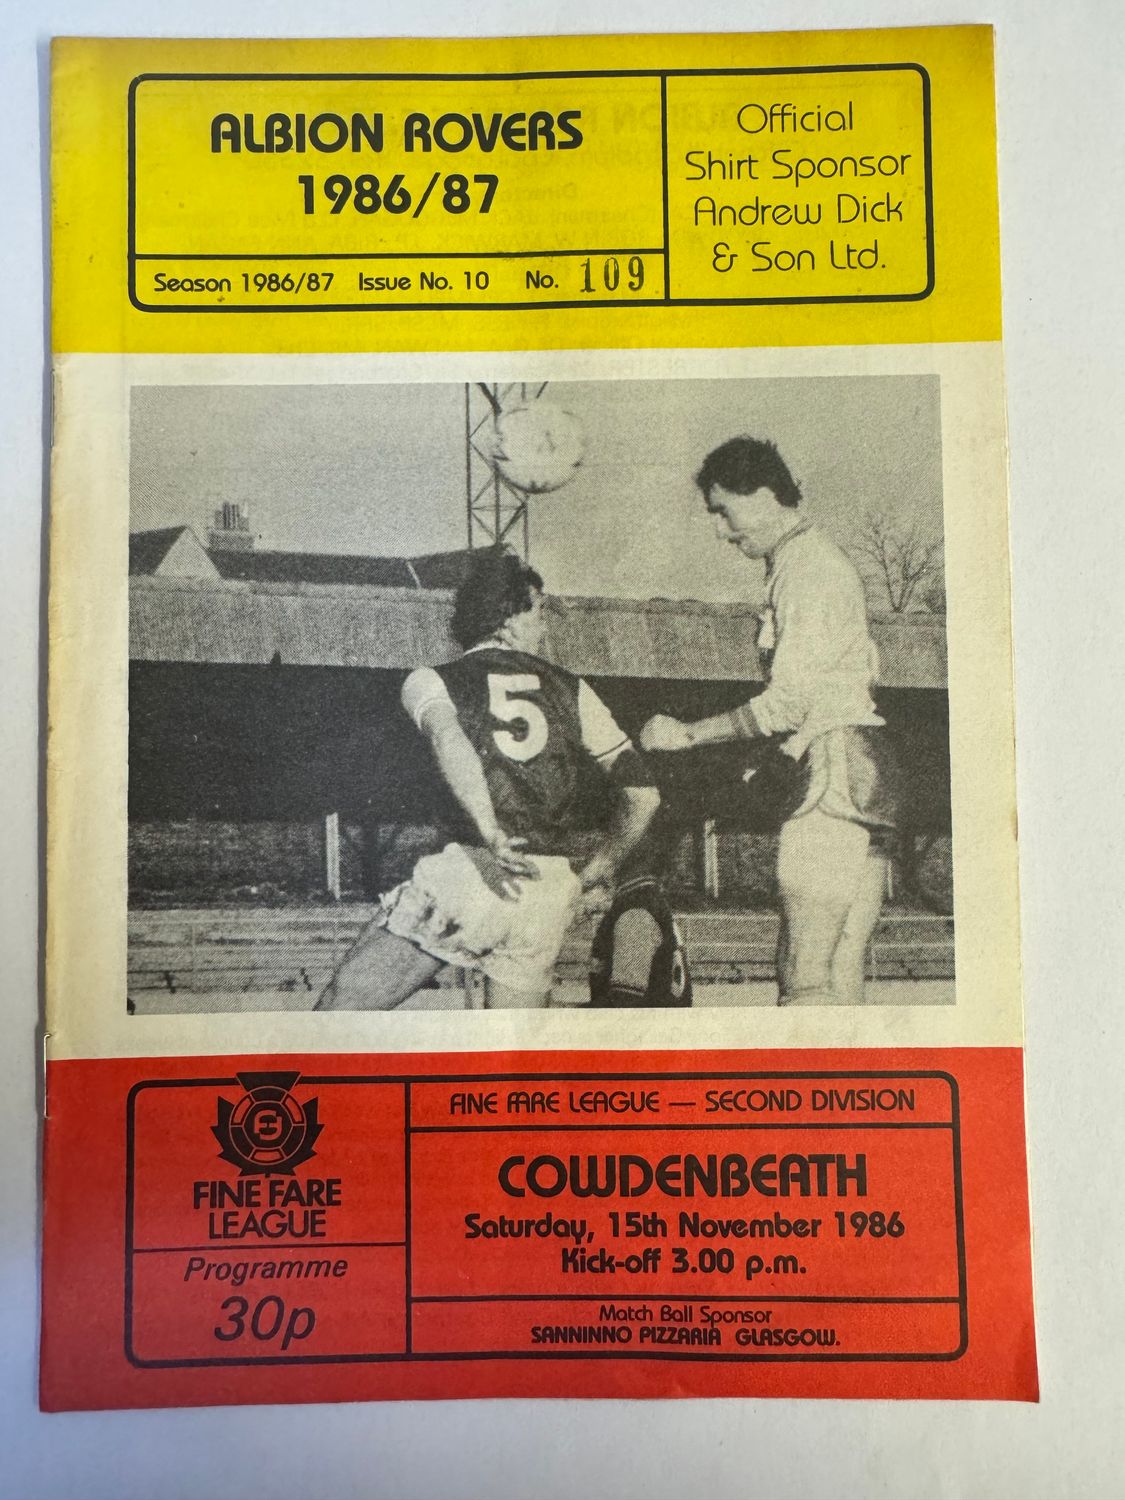 ALBION ROVERS
1986/87
Season 1986/87 Issue No. 10 No. 109
Official
Shirt Sponsor
Andrew Dick
& Son Ltd.
5
FINE FARE
LEAGUE
Programme
30p
FINE FARE LEAGUE — SECOND DIVISION
COWDENBEATH
Saturday, 15th November 1986
Kick-off 3.00 p.m.
Match Ball Sponsor
SANNINNO PIZZARIA GLASGOW.